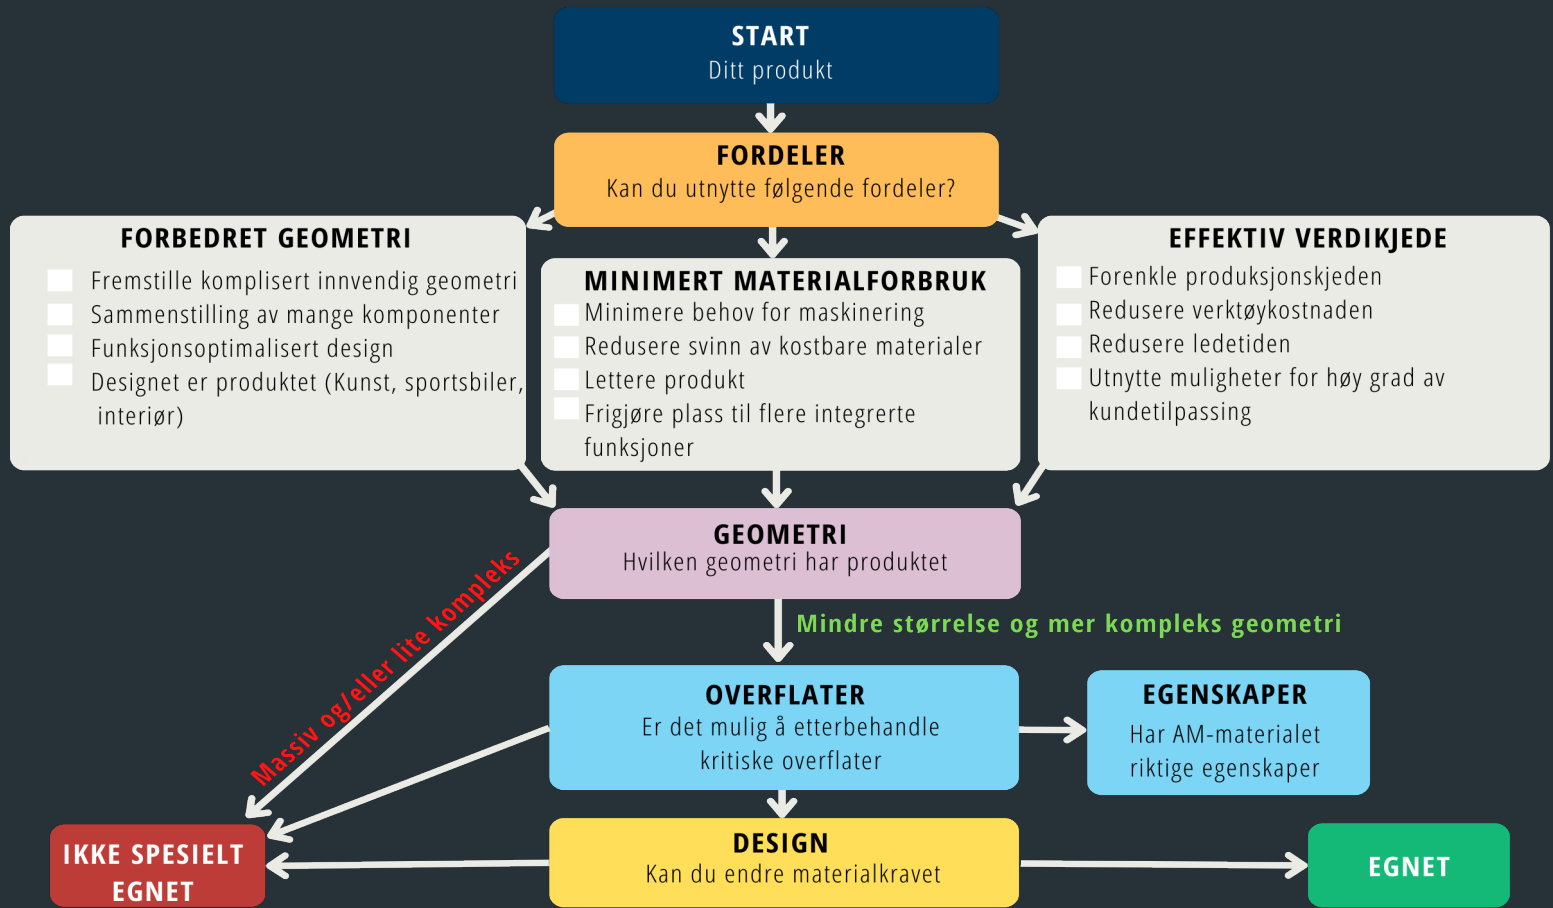 START
Ditt produkt
FORDELER
Kan du utnytte følgende fordeler?
FORBEDRET GEOMETRI
Fremstille komplisert innvendig geometri
Sammenstilling av mange komponenter
Funksjonsoptimalisert design
Designet er produktet (Kunst, sportsbiler,
interiør)
MINIMERT MATERIALFORBRUK
Minimere behov for maskinering
Redusere svinn av kostbare materialer
Lettere produkt
Frigjøre plass til flere integrerte
funksjoner
EFFEKTIV VERDIKJEDE
Forenkle produksjonskjeden
Redusere verktøykostnaden
Redusere ledetiden
Utnytte muligheter for høy grad av
kundetilpassing
GEOMETRI
Hvilken geometri har produktet
Massiv og/eller lite kompleks
Mindre størrelse og mer kompleks geometri
OVERFLATER
Er det mulig å etterbehandle
kritiske overflater
EGENSKAPER
Har AM-materialet
riktige egenskaper
DESIGN
Kan du endre materialkravet
IKKE SPESIELT
EGNET
EGNET